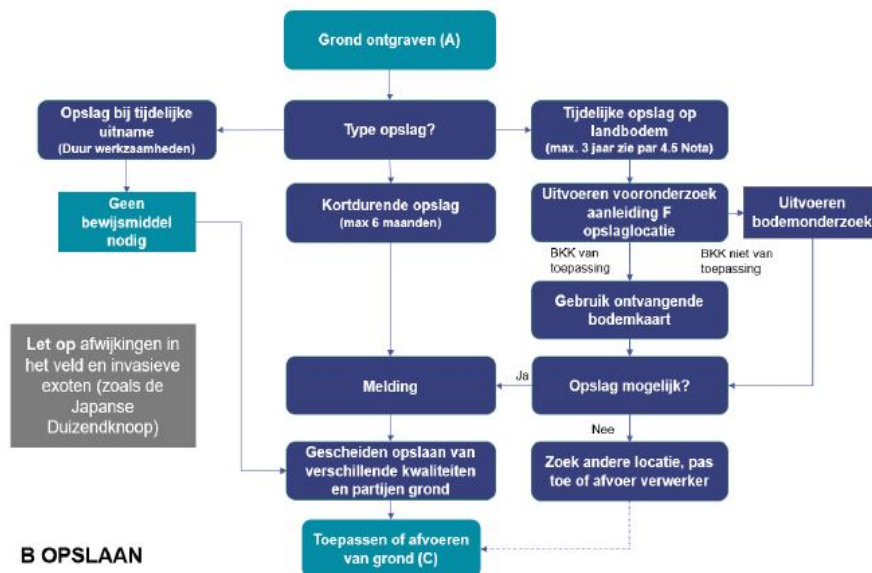 Grond ontgraven (A)
Opslag bij tijdelijke
uitname
(Duur werkzaamheden)
Type opslag?
Tijdelijke opslag op
landbodem
(max. 3 jaar zie par 4.5 Nota)
Geen
bewijsmiddel
nodig
Kortdurende opslag
(max 6 maanden)
Uitvoeren vooronderzoek
aanleiding F
opslaglocatie
Uitvoeren
bodemonderzoek
BKK van
toepassing
BKK niet van
toepassing
Gebruik ontvangende
bodemkaart
Let op afwijkingen in
het veld en invasieve
exoten (zoals de
Japanse
Duizendknoop)
Melding
Ja
Opslag mogelijk?
Nee
Gescheiden opslaan van
verschillende kwaliteiten
en partijen grond
Zoek andere locatie, pas
toe of afvoer verwerker
Toepassen of afvoeren
van grond (C)
B OPSLAAN